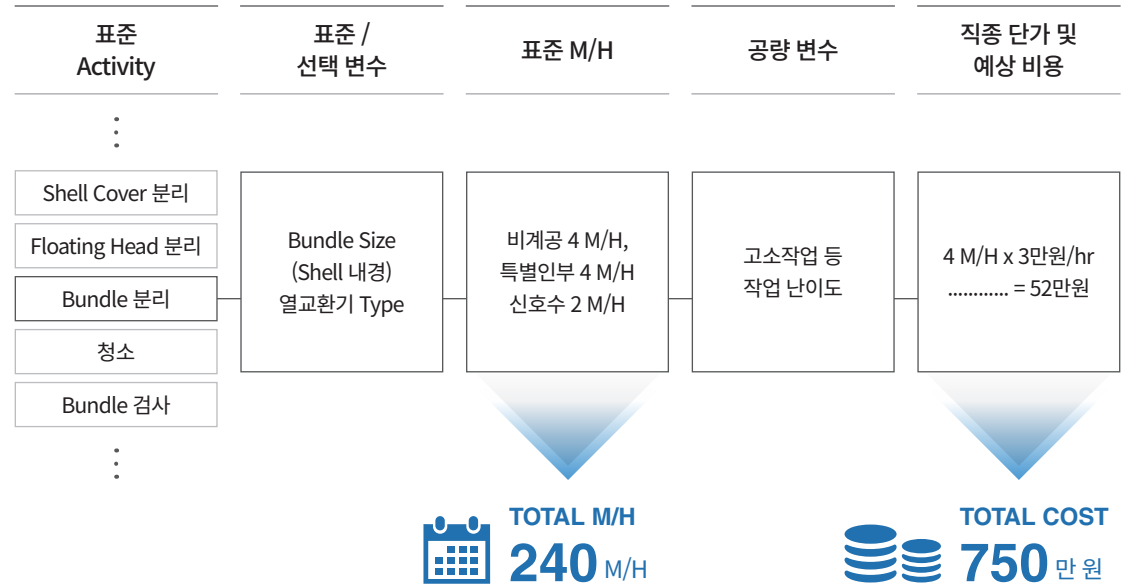 표준
Activity
표준 /
선택 변수
표준 M/H
공량 변수
직종 단가 및
예상 비용
Shell Cover 분리
Floating Head 분리
Bundle 분리
청소
Bundle 검사
Bundle Size
(Shell 내경)
열교환기 Type
비계공 4 M/H,
특별인부 4 M/H
신호수 2 M/H
고소작업 등
작업 난이도
4 M/H x 3만원/hr
............ = 52만원
TOTAL M/H
240 M/H
TOTAL COST
750 만 원